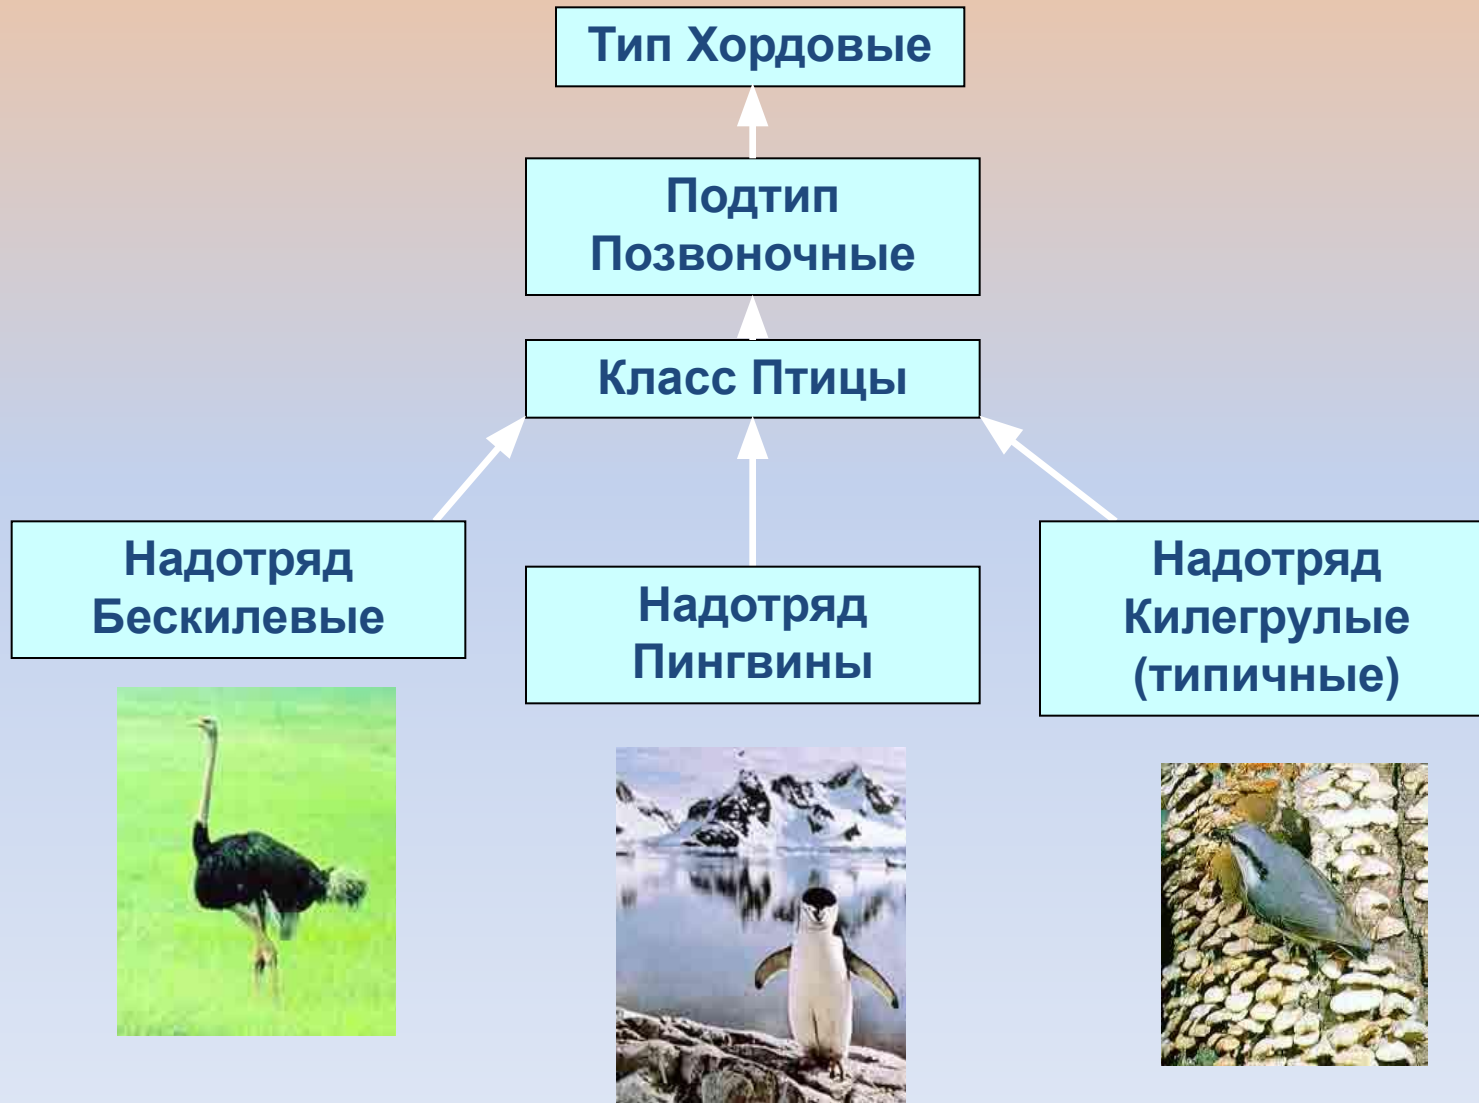 Тип Хордовые
Подтип
Позвоночные
Класс Птицы
Надотряд
Бескилевые
Надотряд
Пингвины
Надотряд
Килегрулые
(типичные)